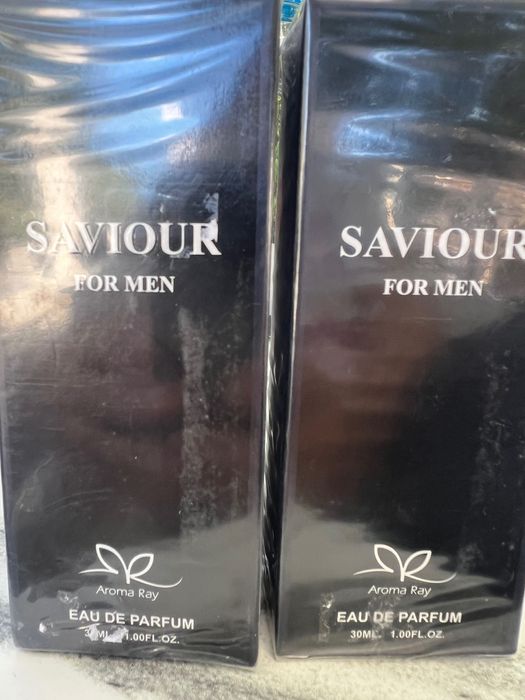 SAVIOUR
FOR MEN
Aroma Ray
EAU DE PARFUM
30ML. 1.00FL.OZ.
SAVIOUR
FOR MEN
Aroma Ray
EAU DE PARFUM
30ML. 1.00FL.OZ.